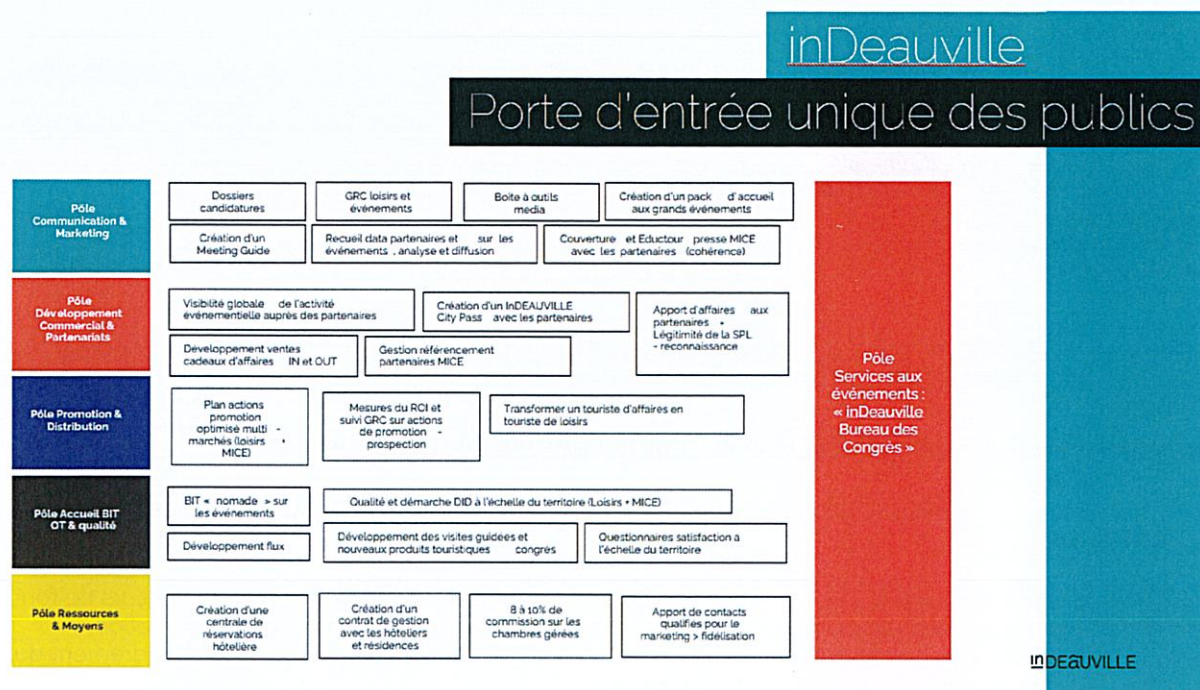 inDeauville
Porte d'entrée unique des publics
Pôle
Communication &
Marketing
Dossiers
candidatures
GRC loisirs et
événements
Boite à outils
media
Création d'un pack d'accueil
aux grands événements
Création d'un
Meeting Guide
Recueil data partenaires et sur les
événements , analyse et diffusion
Couverture et Eductour presse MICE
avec les partenaires (cohérence)
Pôle
Développement
Commercial &
Partenariats
Visibilité globale de l'activité
événementielle auprès des partenaires
Création d'un InDEAUVILLE
City Pass avec les partenaires
Apport d'affaires aux
partenaires +
Légitimité de la SPL
- reconnaissance
Développement ventes
cadeaux d'affaires IN et OUT
Gestion référencement
partenaires MICE
Pôle Promotion &
Distribution
Plan actions
promotion
optimisé multi -
marchés (loisirs +
MICE)
Mesures du RCI et
suivi GRC sur actions
de promotion -
prospection
Transformer un touriste d'affaires en
touriste de loisirs
Pôle Accueil BIT
OT & qualité
BIT « nomade » sur
les événements
Qualité et démarche DID à l'échelle du territoire (Loisirs + MICE)
Développement flux
Développement des visites guidées et
nouveaux produits touristiques congrès
Questionnaires satisfaction à
l'échelle du territoire
Pôle Ressources
& Moyens
Création d'une
centrale de
réservations
hôtelière
Création d'un
contrat de gestion
avec les hôteliers
et résidences
8 à 10% de
commission sur les
chambres gérées
Apport de contacts
qualifiés pour le
marketing > fidélisation
Pôle
Services aux
événements :
« inDeauville
Bureau des
Congrès »
inDEaUVILLE